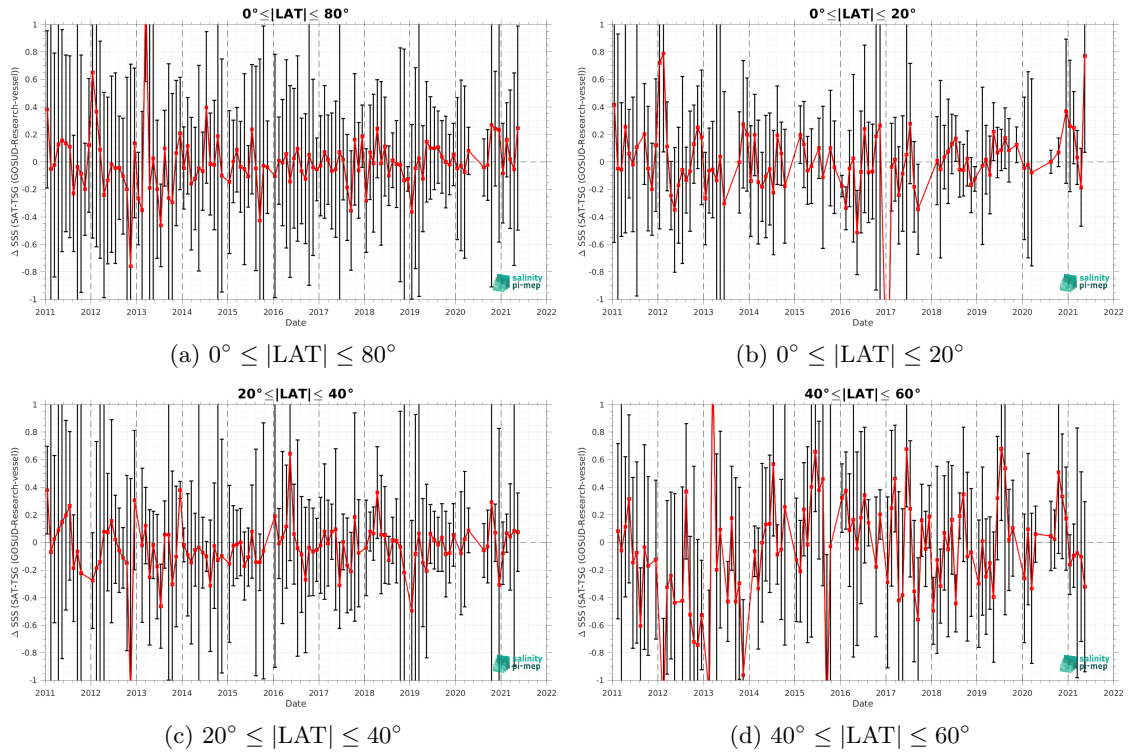 0°≤|LAT|≤ 80°
Δ SSS (SAT-TSG (GOSUD-Research-vessel))
1
0.8
0.6
0.4
0.2
0
-0.2
-0.4
-0.6
-0.8
-1
2011 2012 2013 2014 2015 2016 2017 2018 2019 2020 2021 2022
Date
salinity
pi-mep
(a) 0° ≤ |LAT| ≤ 80°
0°≤|LAT|≤ 20°
Δ SSS (SAT-TSG (GOSUD-Research-vessel))
1
0.8
0.6
0.4
0.2
0
-0.2
-0.4
-0.6
-0.8
-1
2011 2012 2013 2014 2015 2016 2017 2018 2019 2020 2021 2022
Date
salinity
pi-mep
(b) 0° ≤ |LAT| ≤ 20°
20°≤|LAT|≤ 40°
Δ SSS (SAT-TSG (GOSUD-Research-vessel))
1
0.8
0.6
0.4
0.2
0
-0.2
-0.4
-0.6
-0.8
-1
2011 2012 2013 2014 2015 2016 2017 2018 2019 2020 2021 2022
Date
salinity
pi-mep
(c) 20° ≤ |LAT| ≤ 40°
40°≤|LAT|≤ 60°
Δ SSS (SAT-TSG (GOSUD-Research-vessel))
1
0.8
0.6
0.4
0.2
0
-0.2
-0.4
-0.6
-0.8
-1
2011 2012 2013 2014 2015 2016 2017 2018 2019 2020 2021 2022
Date
salinity
pi-mep
(d) 40° ≤ |LAT| ≤ 60°